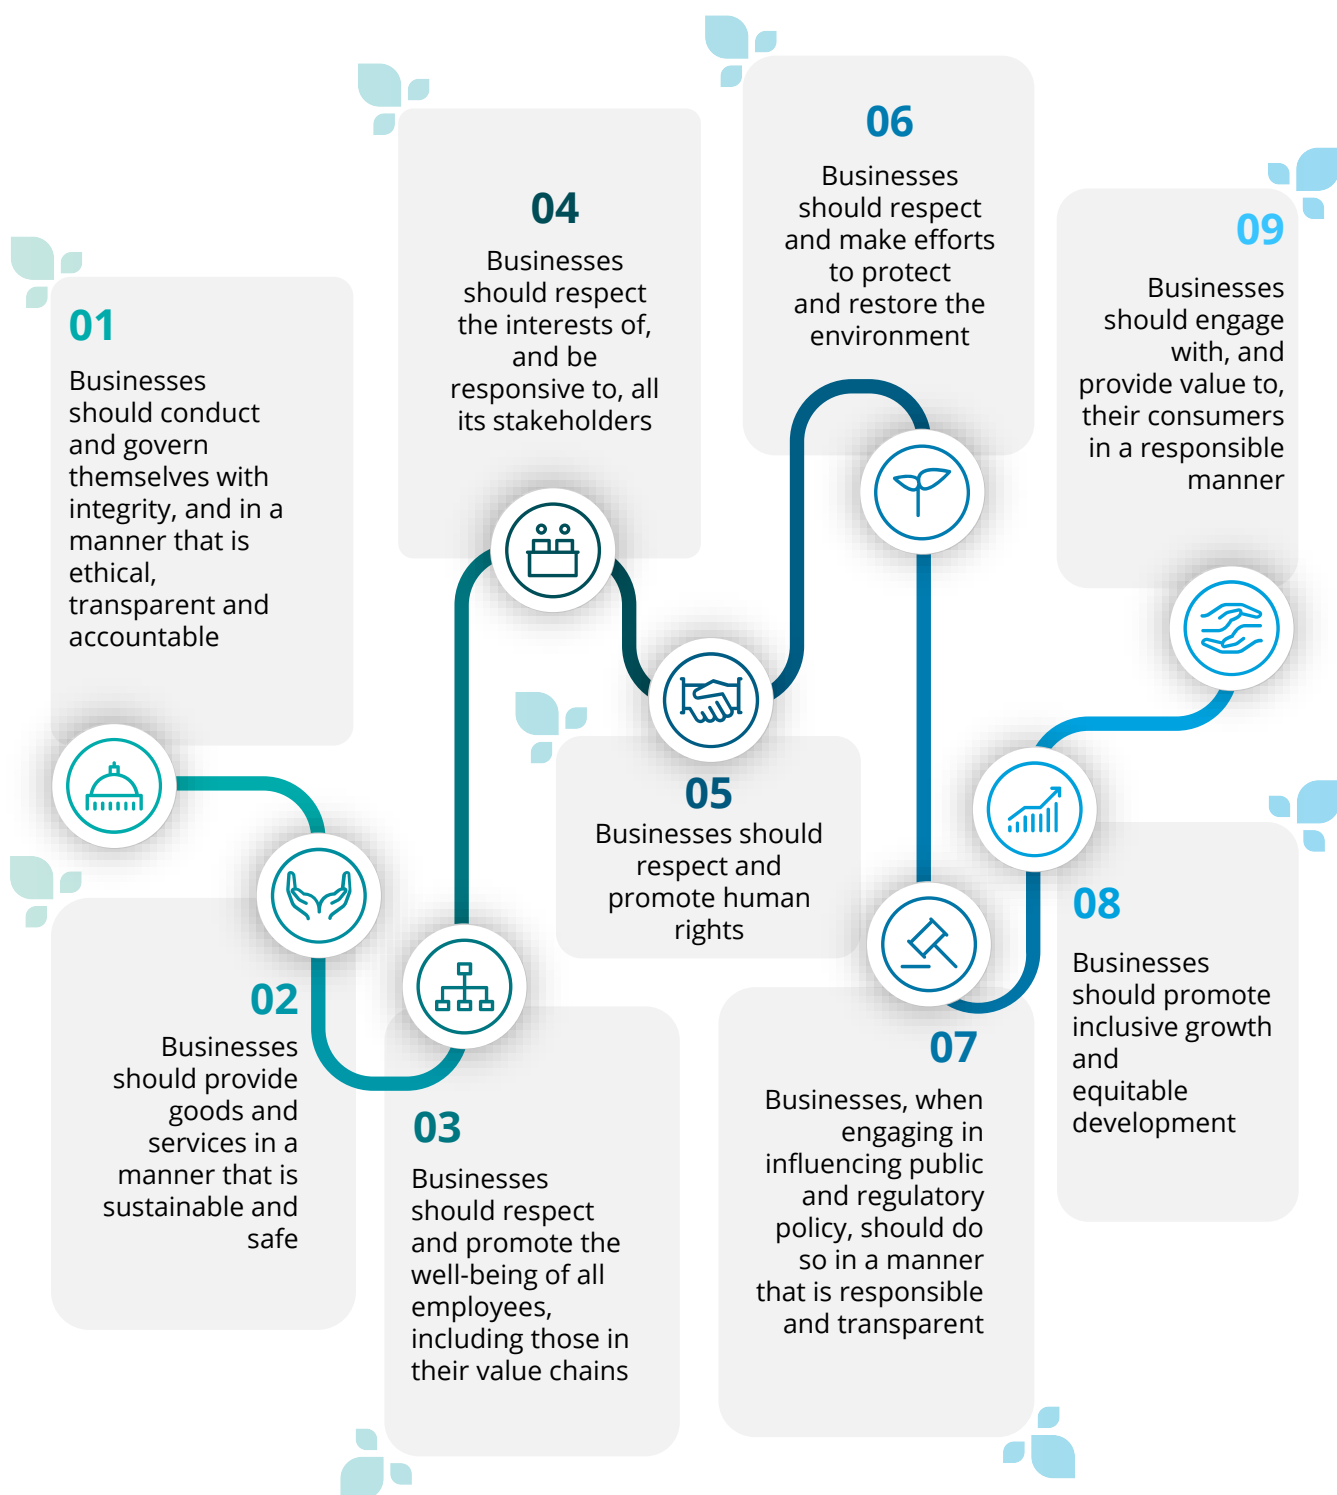 01
Businesses
should conduct
and govern
themselves with
integrity, and in a
manner that is
ethical,
transparent and
accountable
02
Businesses
should provide
goods and
services in a
manner that is
sustainable and
safe
03
Businesses
should respect
and promote the
well-being of all
employees,
including those in
their value chains
04
Businesses
should respect
the interests of,
and be
responsive to, all
its stakeholders
05
Businesses should
respect and
promote human
rights
06
Businesses
should respect
and make efforts
to protect
and restore the
environment
07
Businesses, when
engaging in
influencing public
and regulatory
policy, should do
so in a manner
that is responsible
and transparent
08
Businesses
should promote
inclusive growth
and
equitable
development
09
Businesses
should engage
with, and
provide value to,
their consumers
in a responsible
manner